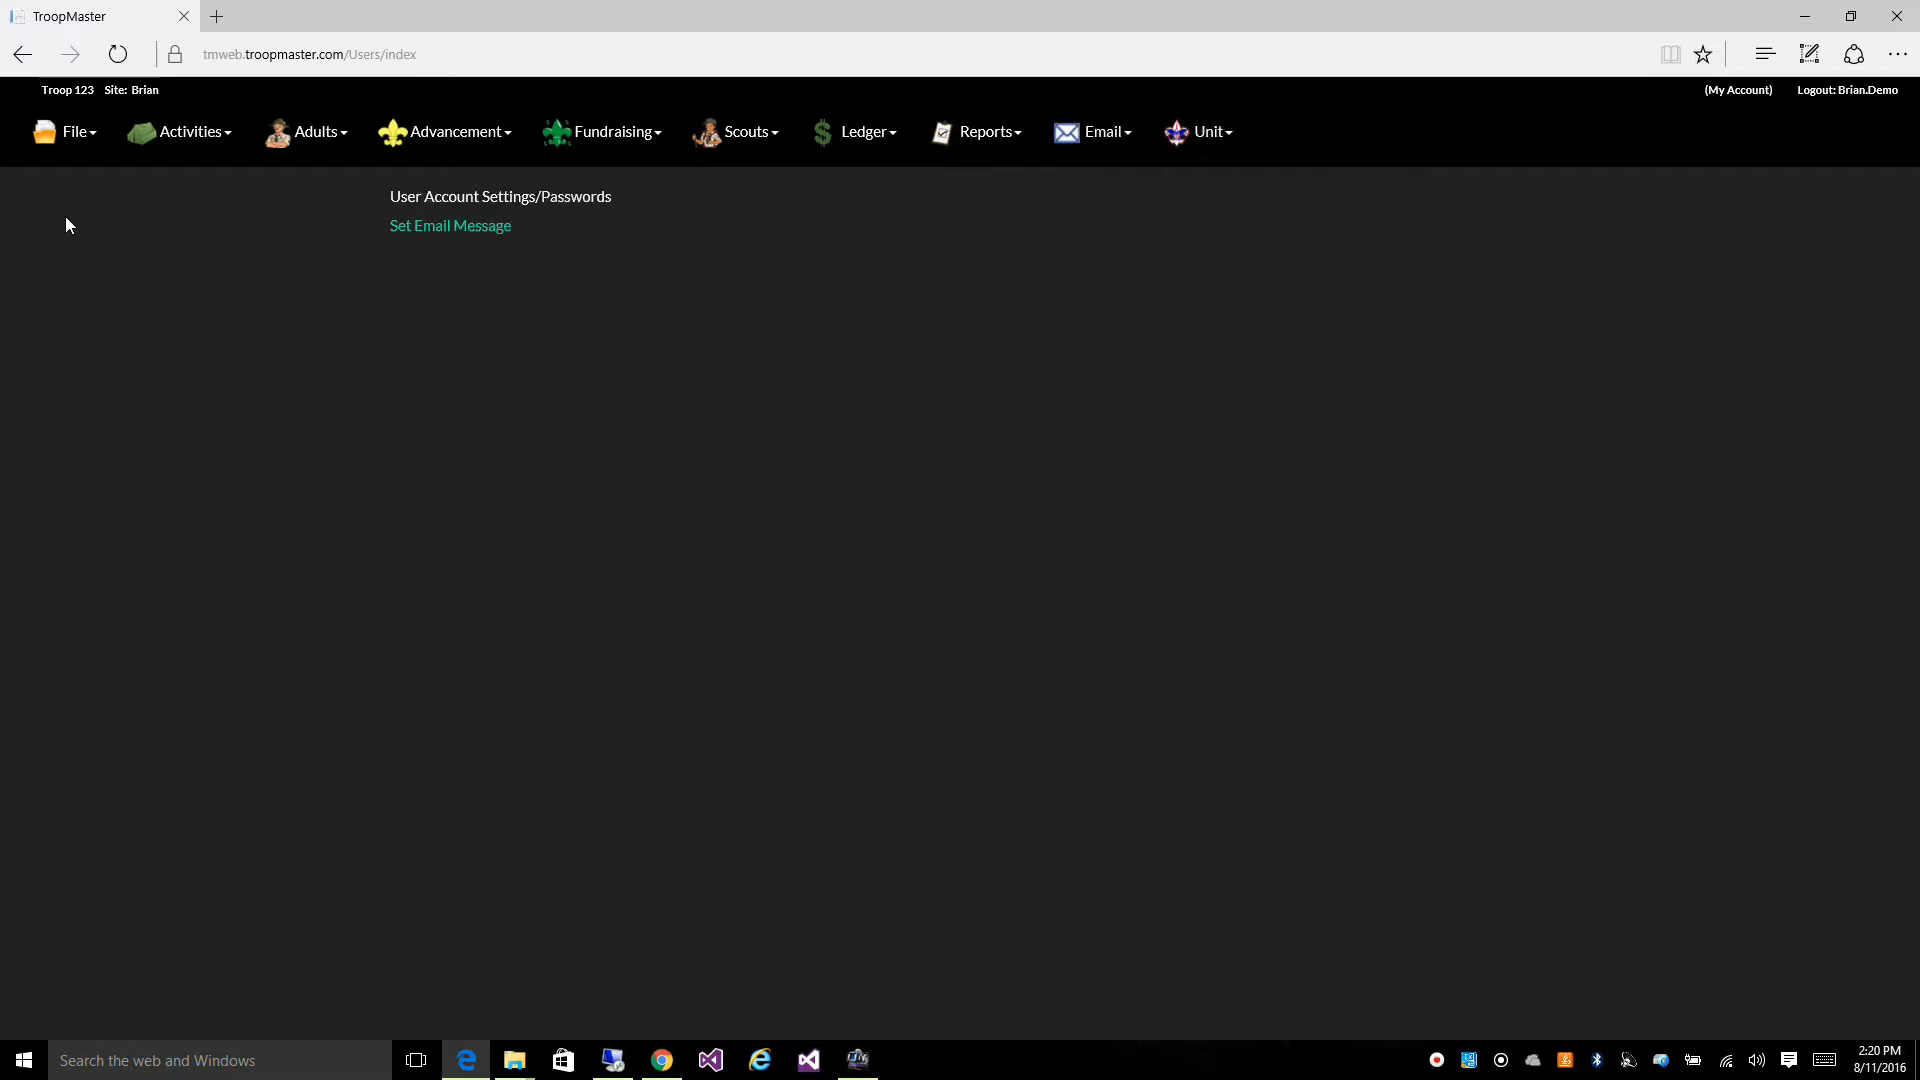 TroopMaster
tmweb.troopmaster.com/Users/index
Troop 123 Site: Brian
(My Account) Logout: Brian.Demo
File Activities Adults Advancement Fundraising Scouts Ledger Reports Email Unit
User Account Settings/Passwords
Set Email Message
Search the web and Windows
2:20 PM
8/11/2016